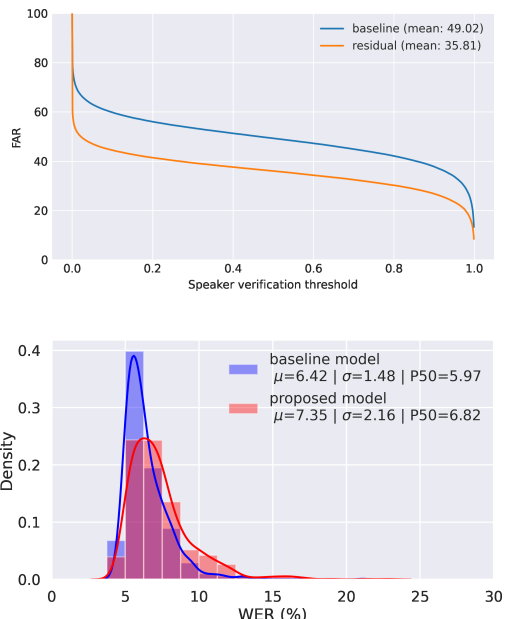 100
80
60
40
20
0
FAR
baseline (mean: 49.02)
residual (mean: 35.81)
0.0 0.2 0.4 0.6 0.8 1.0
Speaker verification threshold
0.4
0.3
0.2
0.1
0.0
Density
baseline model
μ=6.42 | σ=1.48 | P50=5.97
proposed model
μ=7.35 | σ=2.16 | P50=6.82
0 5 10 15 20 25 30
WER (%)